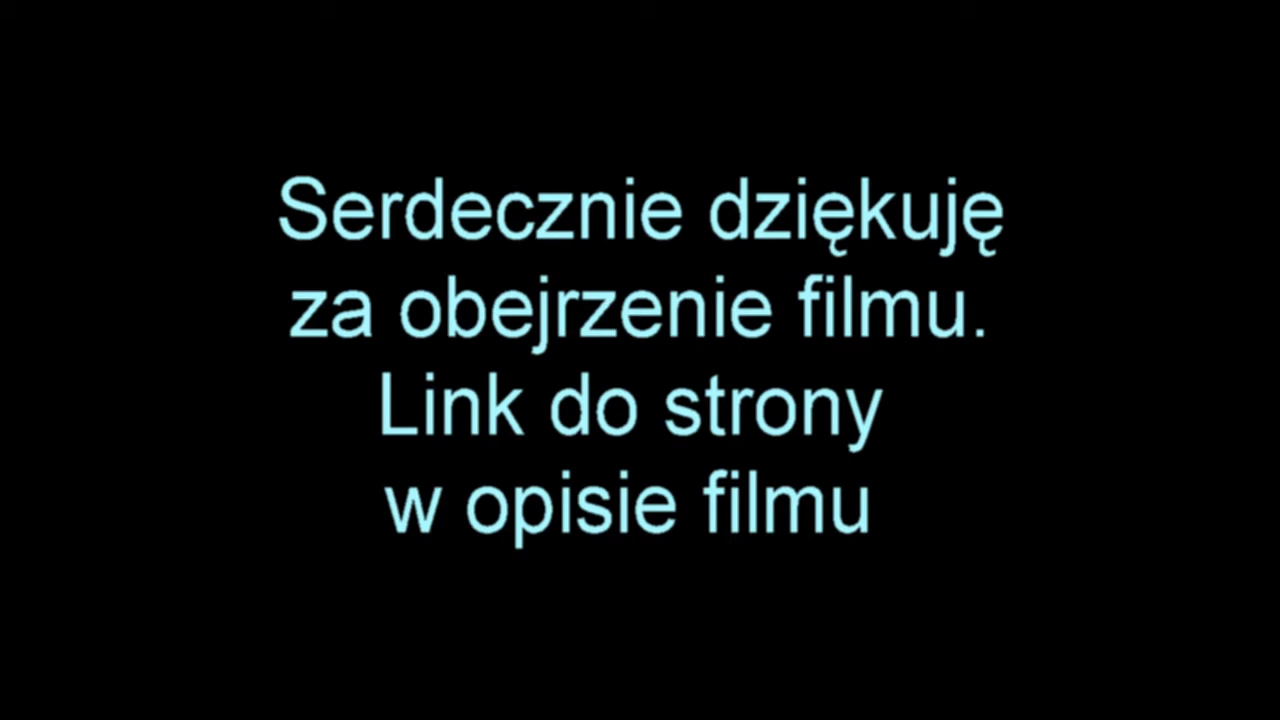 Serdecznie dziękuję
za obejrzenie filmu.
Link do strony
w opisie filmu